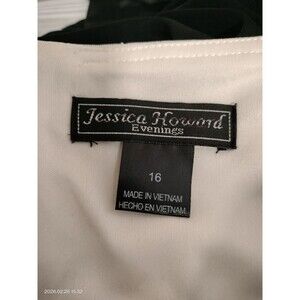 Jessica Howard
Evenings
16
MADE IN VIETNAM
HECHO EN VIETNAM